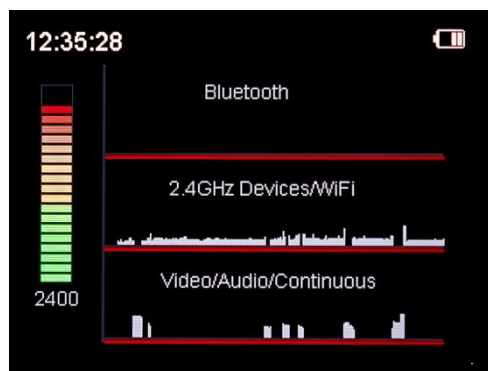 12:35:28
Bluetooth
2.4GHz Devices/WiFi
Video/Audio/Continuous
2400